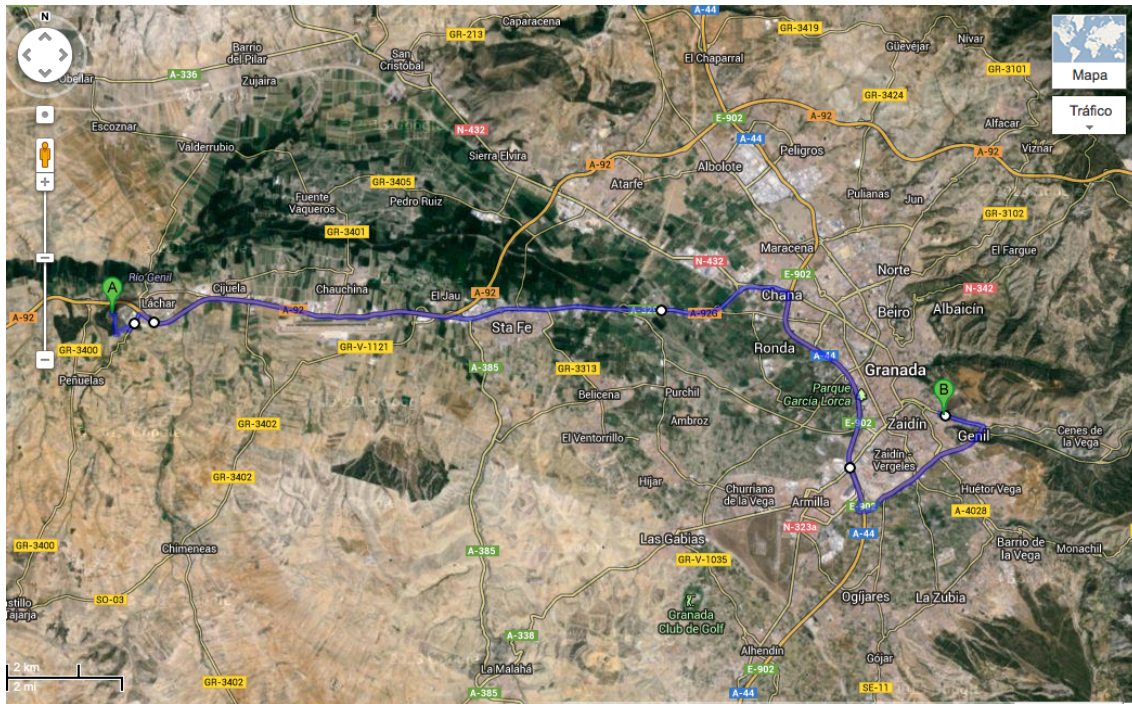 A-44
Caparacena
GR-3419
N
GR-213
Güevéjar
Nivar
Barrio
del Pilar
San
Cristobal
El Chaparral
Mapa
Obeilar
A-336
Zujaira
GR-3101
GR-3424
Tráfico
Escoznar
N-432
E-902
A-92
Alfacar
Valderrubio
Sierra Elvira
A-44
Peligros
Viznar
A-92
Albolote
A-92
GR-3405
Atarfe
Fuente
Vaqueros
Pedro Ruiz
Pulianas
Jun
GR-3102
GR-3401
Maracena
El Fargue
N-432
Norte
Río Genil
E-902
A
Láchar
Cijuela
Chauchina
El Jau
A-92
Chana
N-342
A-92
A-92
A-92G
Beiro
Albaicín
Sta Fe
GR-3400
GR-V-1121
Ronda
A-44
Peñuelas
A-385
GR-3313
Granada
Parque
García Lorca
B
Belicena
Purchil
GR-3402
Ambroz
E-902
Zaidín
Genil
Cenes de
la Vega
El Ventorrillo
Zaidín -
Vergeles
GR-3402
Híjar
Churriana
de la Vega
Armilla
Huétor Vega
E-902
A-4028
N-323a
GR-3400
Chimeneas
A-385
Las Gabias
A-44
Barrio de
la Vega
Monachil
GR-V-1035
SO-03
Ogíjares
La Zubia
Granada
Club de Golf
A-338
Alhendín
Gójar
2 km
2 mi
GR-3402
La Malahá
E-902
A-385
A-44
SE-11